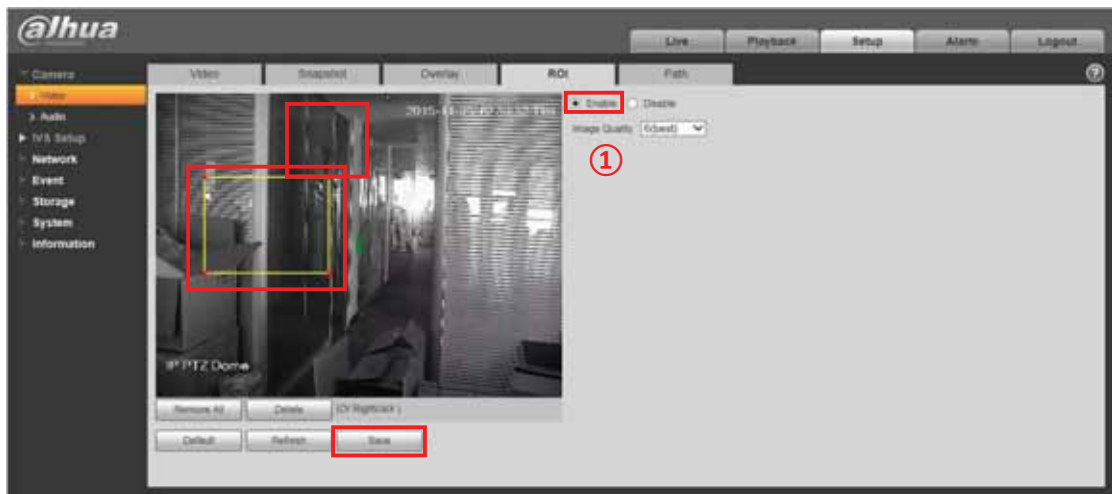 alhua
Live Playback Setup Alarm Logout
Camera Video Snapshot Overlay ROI Path
Video
Audio
IVS Setup
Network
Event
Storage
System
Information
Enable Disable
Image Quality 6(best)
①
IP PTZ Dome
Remove All Delete
Default Refresh Save